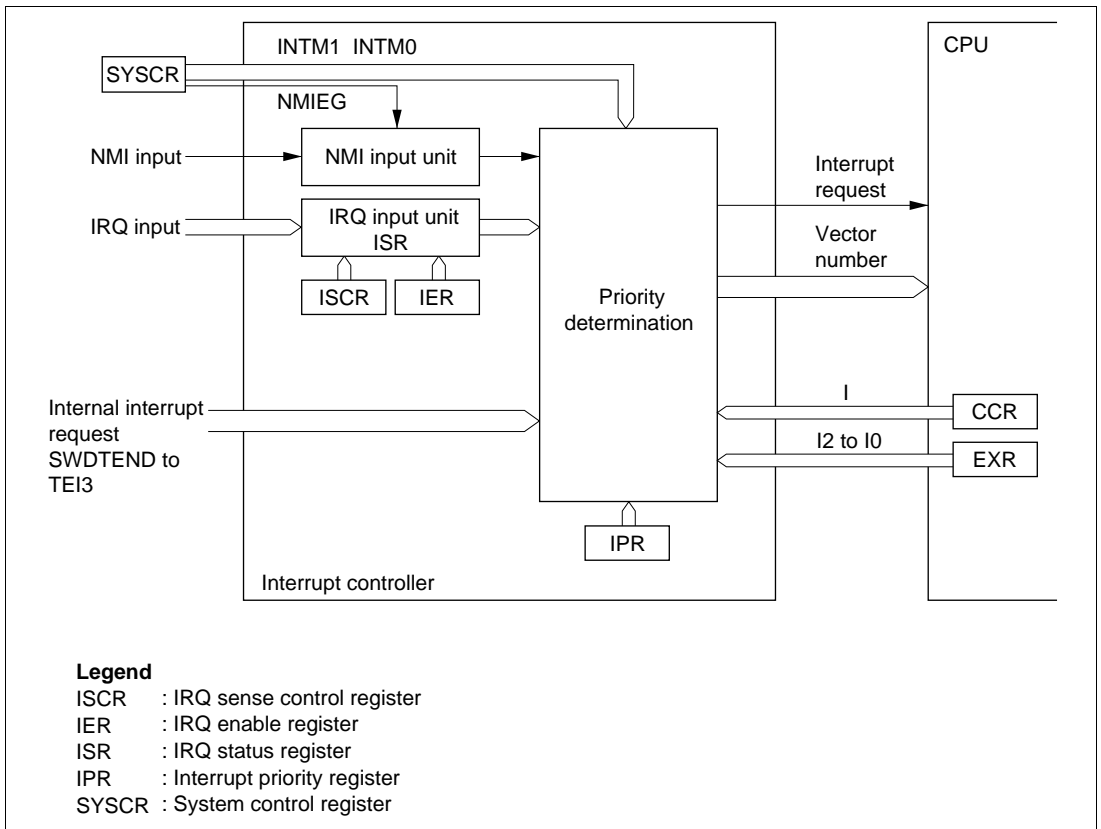 INTM1 INTM0
CPU
SYSCR
NMIEG
NMI input
NMI input unit
Interrupt
request
IRQ input
IRQ input unit
ISR
Vector
number
ISCR
IER
Priority
determination
Internal interrupt
request
SWDTEND to
TEI3
I
CCR
I2 to I0
EXR
IPR
Interrupt controller
Legend
ISCR : IRQ sense control register
IER : IRQ enable register
ISR : IRQ status register
IPR : Interrupt priority register
SYSCR : System control register